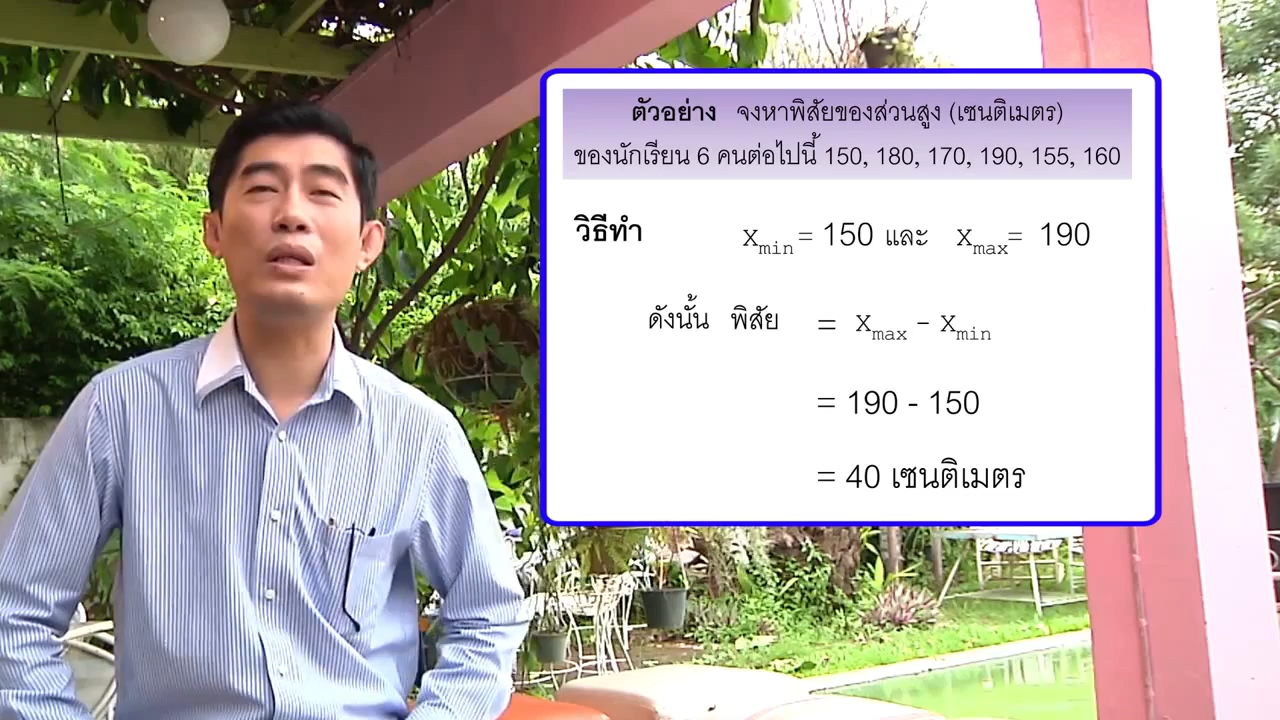 ตัวอย่าง จงหาพิสัยของส่วนสูง (เซนติเมตร)
ของนักเรียน 6 คนต่อไปนี้ 150, 180, 170, 190, 155, 160
วิธีทำ xmin = 150 และ xmax = 190
ดังนั้น พิสัย = xmax - xmin
= 190 - 150
= 40 เซนติเมตร